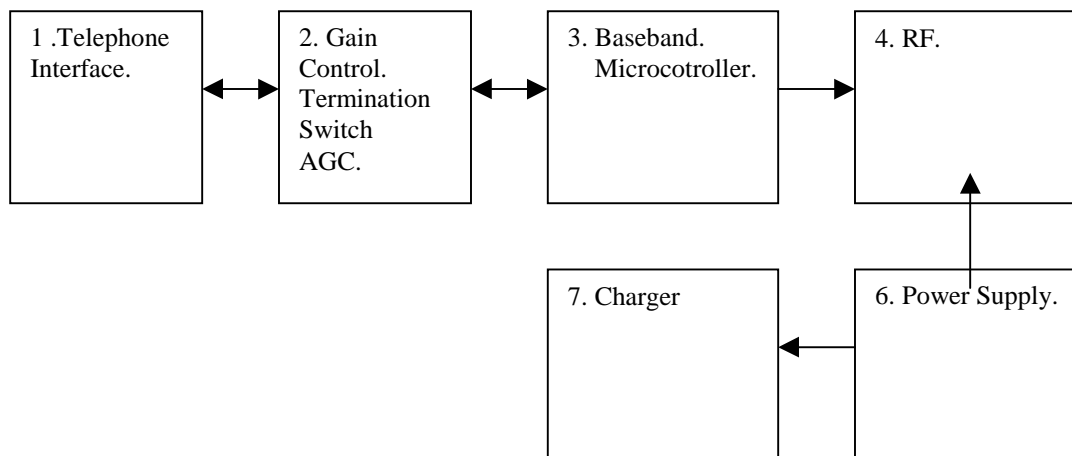 1 .Telephone
Interface.
2. Gain
Control.
Termination
Switch
AGC.
3. Baseband.
Microcotroller.
4. RF.
7. Charger
6. Power Supply.